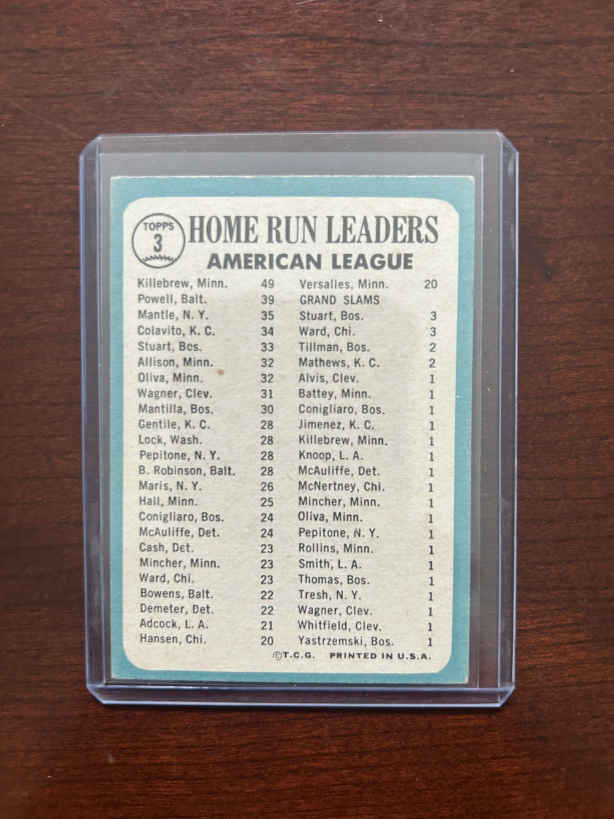 TOPPS
3
HOME RUN LEADERS
AMERICAN LEAGUE
Killebrew, Minn. 49
Powell, Balt. 39
Mantle, N. Y. 35
Colavito, K. C. 34
Stuart, Bos. 33
Allison, Minn. 32
Oliva, Minn. 32
Wagner, Clev. 31
Mantilla, Bos. 30
Gentile, K. C. 28
Lock, Wash. 28
Pepitone, N. Y. 28
B. Robinson, Balt. 28
Maris, N. Y. 26
Hall, Minn. 25
Conigliaro, Bos. 24
McAuliffe, Det. 24
Cash, Det. 23
Mincher, Minn. 23
Ward, Chi. 23
Bowens, Balt. 22
Demeter, Det. 22
Adcock, L. A. 21
Hansen, Chi. 20
Versalles, Minn. 20
GRAND SLAMS
Stuart, Bos. 3
Ward, Chi. 3
Tillman, Bos. 2
Mathews, K. C. 2
Alvis, Clev. 1
Battey, Minn. 1
Conigliaro, Bos. 1
Jimenez, K. C. 1
Killebrew, Minn. 1
Knoop, L. A. 1
McAuliffe, Det. 1
McNertney, Chi. 1
Mincher, Minn. 1
Oliva, Minn. 1
Pepitone, N. Y. 1
Rollins, Minn. 1
Smith, L. A. 1
Thomas, Bos. 1
Tresh, N. Y. 1
Wagner, Clev. 1
Whitfield, Clev. 1
Yastrzemski, Bos. 1
©T.C.G. PRINTED IN U.S.A.